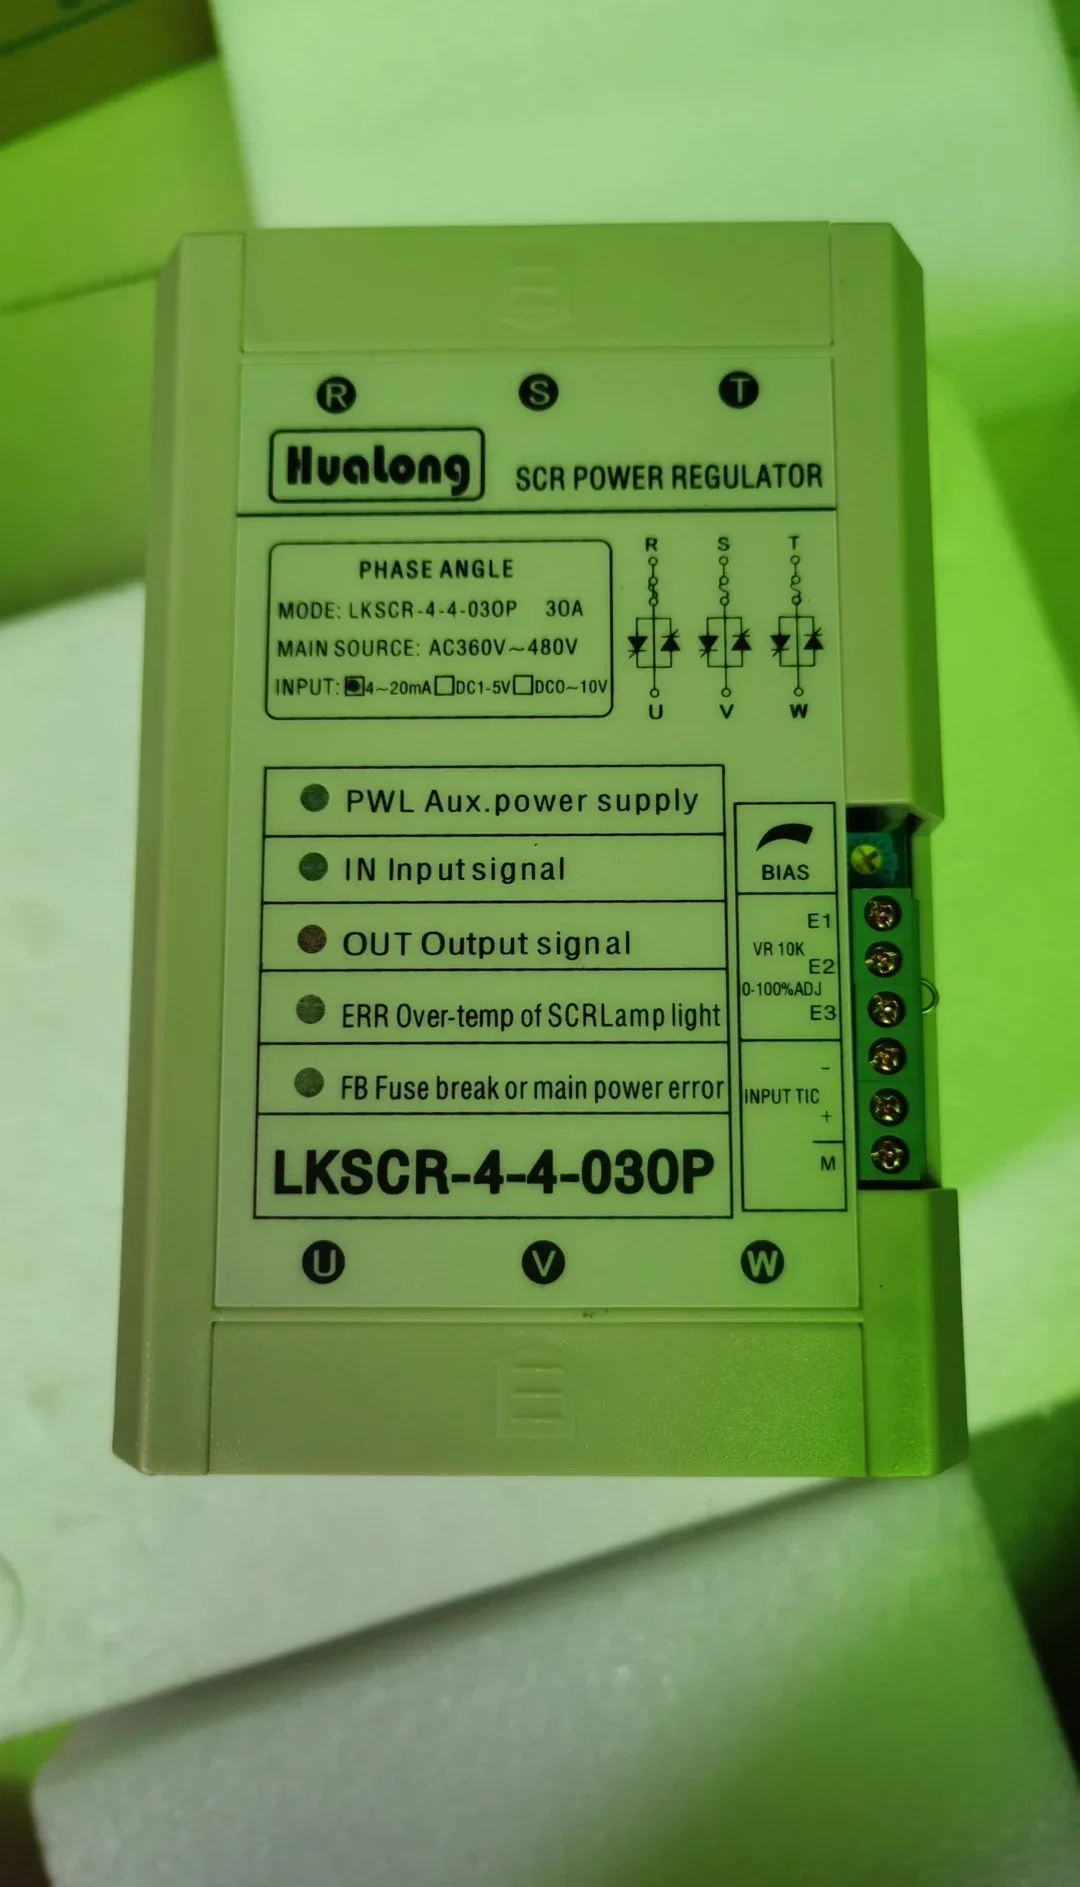 R S T
HuaLong SCR POWER REGULATOR
PHASE ANGLE
MODE: LKSCR-4-4-030P 30A
MAIN SOURCE: AC360V~480V
INPUT: 4~20mA DC1-5V DC0~10V
R S T
U V W
PWL Aux.power supply
IN Input signal
OUT Output signal
ERR Over-temp of SCRLamp light
FB Fuse break or main power error
LKSCR-4-4-030P
BIAS
E1
VR 10K
E2
0-100%ADJ
E3
-
INPUT TIC
+
M
U V W